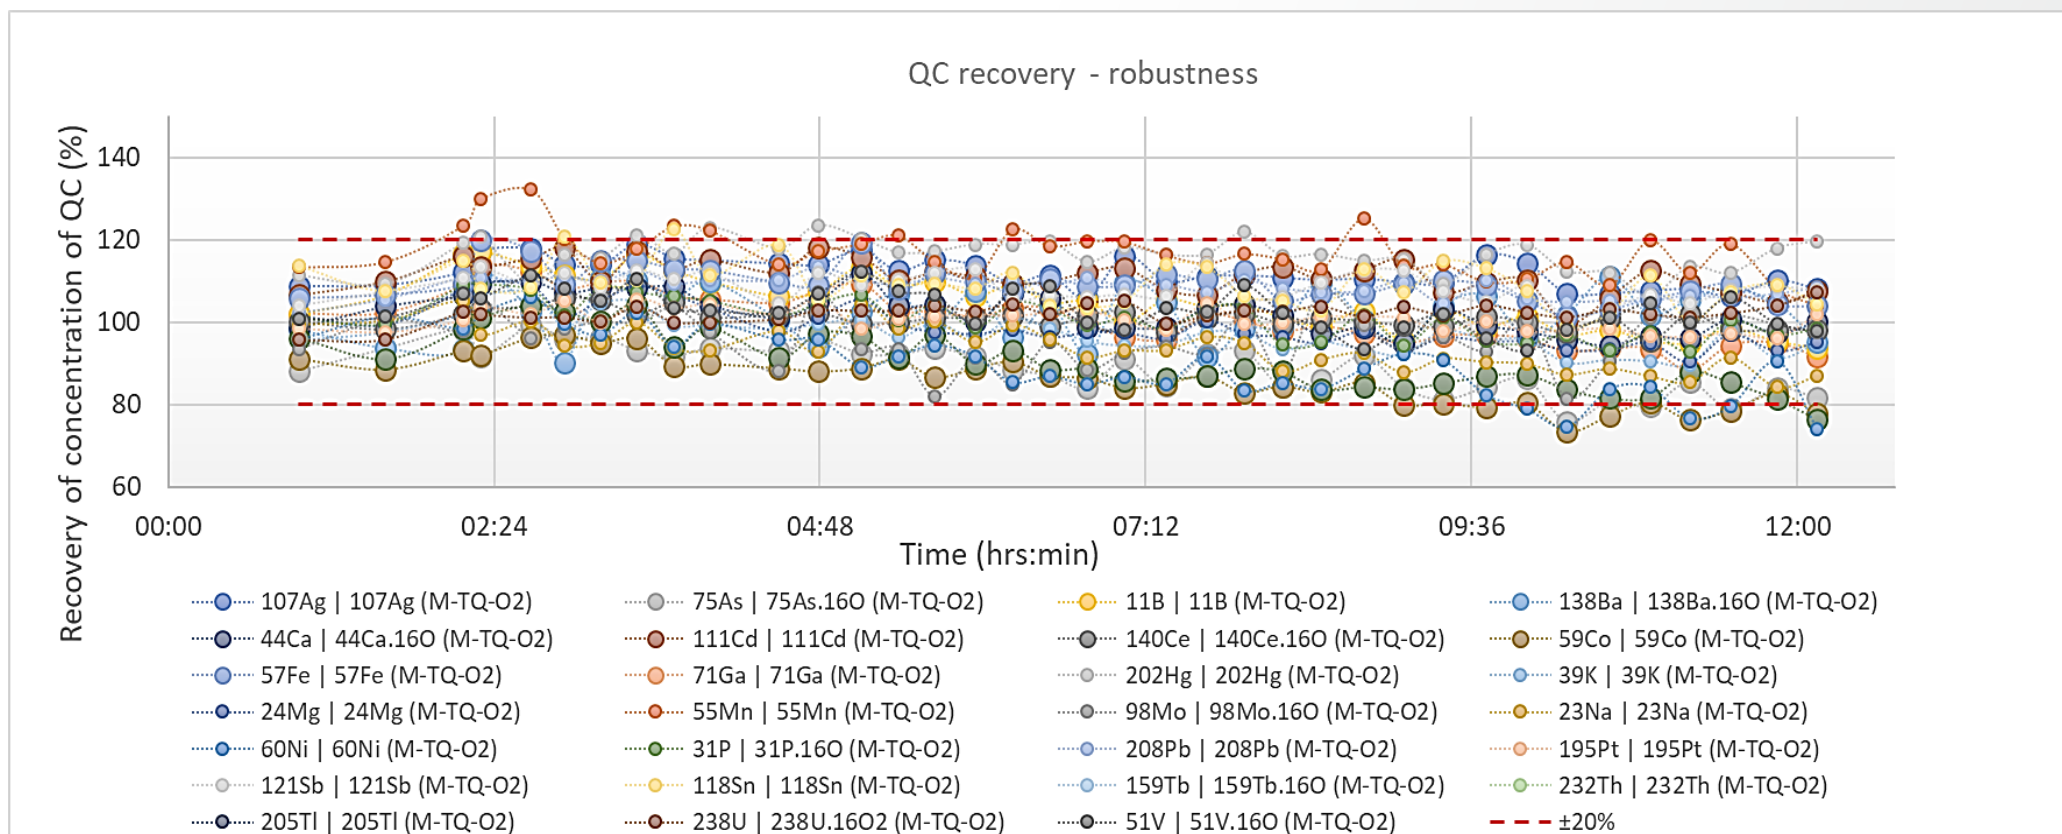 QC recovery - robustness
Recovery of concentration of QC (%)
140
120
100
80
60
00:00 02:24 04:48 07:12 09:36 12:00
Time (hrs:min)
107Ag | 107Ag (M-TQ-O2) 75As | 75As.16O (M-TQ-O2) 11B | 11B (M-TQ-O2) 138Ba | 138Ba.16O (M-TQ-O2)
44Ca | 44Ca.16O (M-TQ-O2) 111Cd | 111Cd (M-TQ-O2) 140Ce | 140Ce.16O (M-TQ-O2) 59Co | 59Co (M-TQ-O2)
57Fe | 57Fe (M-TQ-O2) 71Ga | 71Ga (M-TQ-O2) 202Hg | 202Hg (M-TQ-O2) 39K | 39K (M-TQ-O2)
24Mg | 24Mg (M-TQ-O2) 55Mn | 55Mn (M-TQ-O2) 98Mo | 98Mo.16O (M-TQ-O2) 23Na | 23Na (M-TQ-O2)
60Ni | 60Ni (M-TQ-O2) 31P | 31P.16O (M-TQ-O2) 208Pb | 208Pb (M-TQ-O2) 195Pt | 195Pt (M-TQ-O2)
121Sb | 121Sb (M-TQ-O2) 118Sn | 118Sn (M-TQ-O2) 159Tb | 159Tb.16O (M-TQ-O2) 232Th | 232Th (M-TQ-O2)
205Tl | 205Tl (M-TQ-O2) 238U | 238U.16O2 (M-TQ-O2) 51V | 51V.16O (M-TQ-O2) ±20%